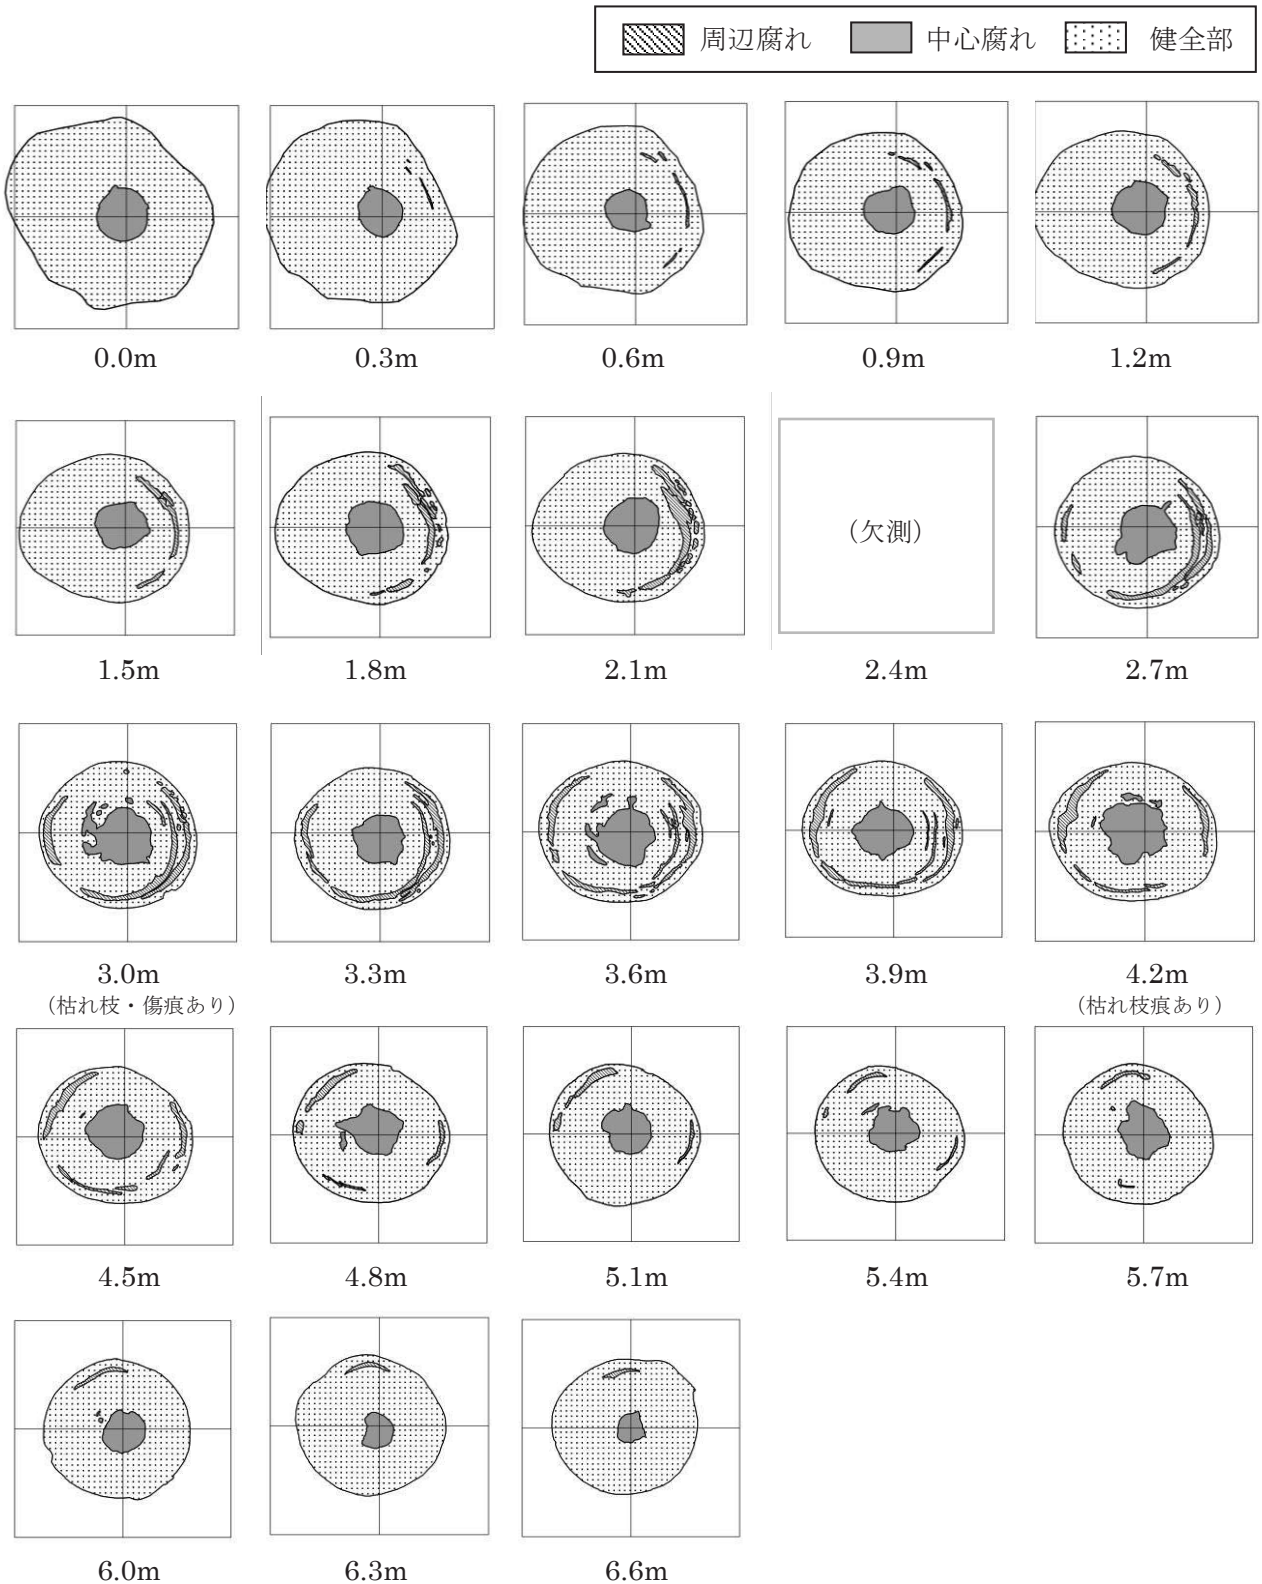 周辺腐れ 中心腐れ 健全部
0.0m 0.3m 0.6m 0.9m 1.2m
（欠測）
1.5m 1.8m 2.1m 2.4m 2.7m
3.0m 3.3m 3.6m 3.9m 4.2m
（枯れ枝・傷痕あり） （枯れ枝痕あり）
4.5m 4.8m 5.1m 5.4m 5.7m
6.0m 6.3m 6.6m